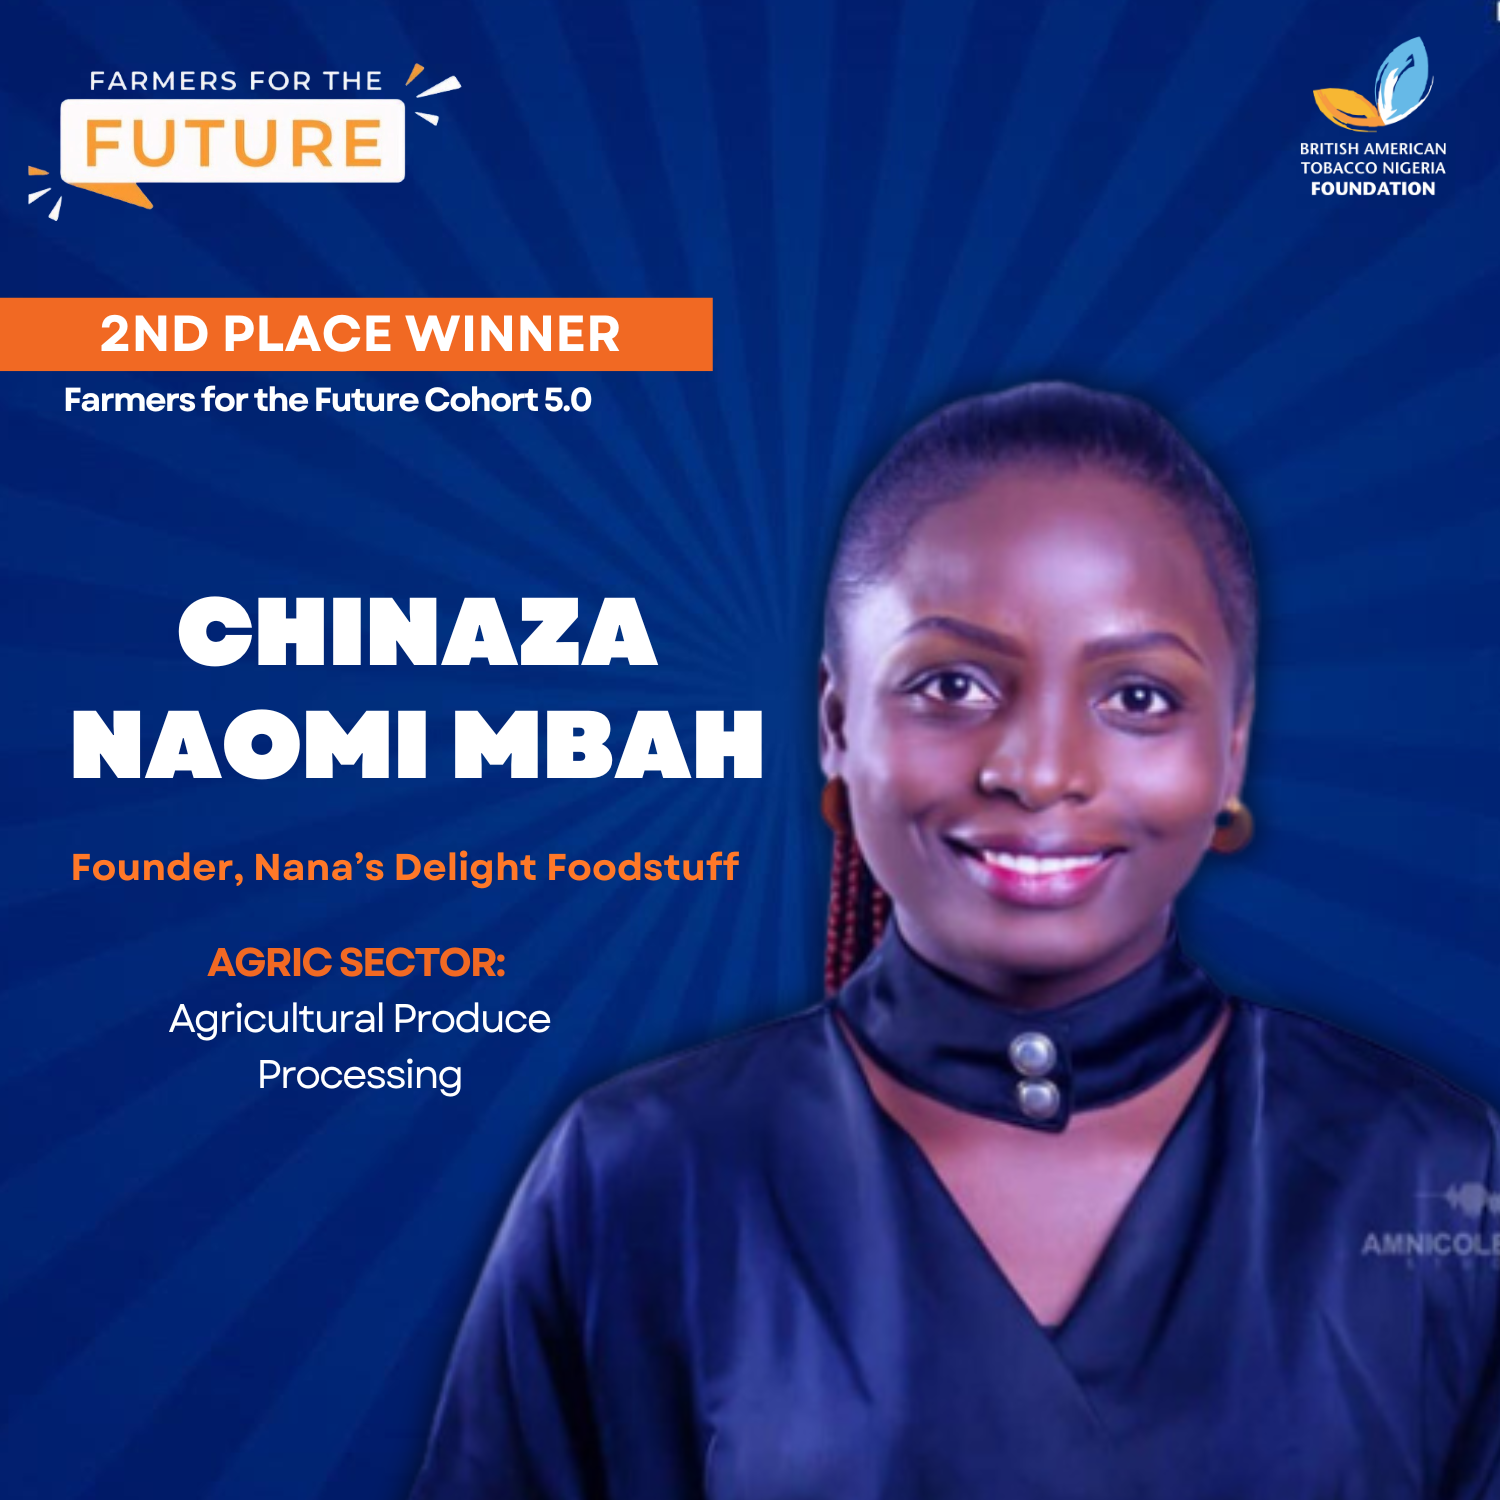 FARMERS FOR THE
FUTURE
BRITISH AMERICAN
TOBACCO NIGERIA
FOUNDATION
2ND PLACE WINNER
Farmers for the Future Cohort 5.0
CHINAZA
NAOMI MBAH
Founder, Nana’s Delight Foodstuff
AGRIC SECTOR:
Agricultural Produce
Processing